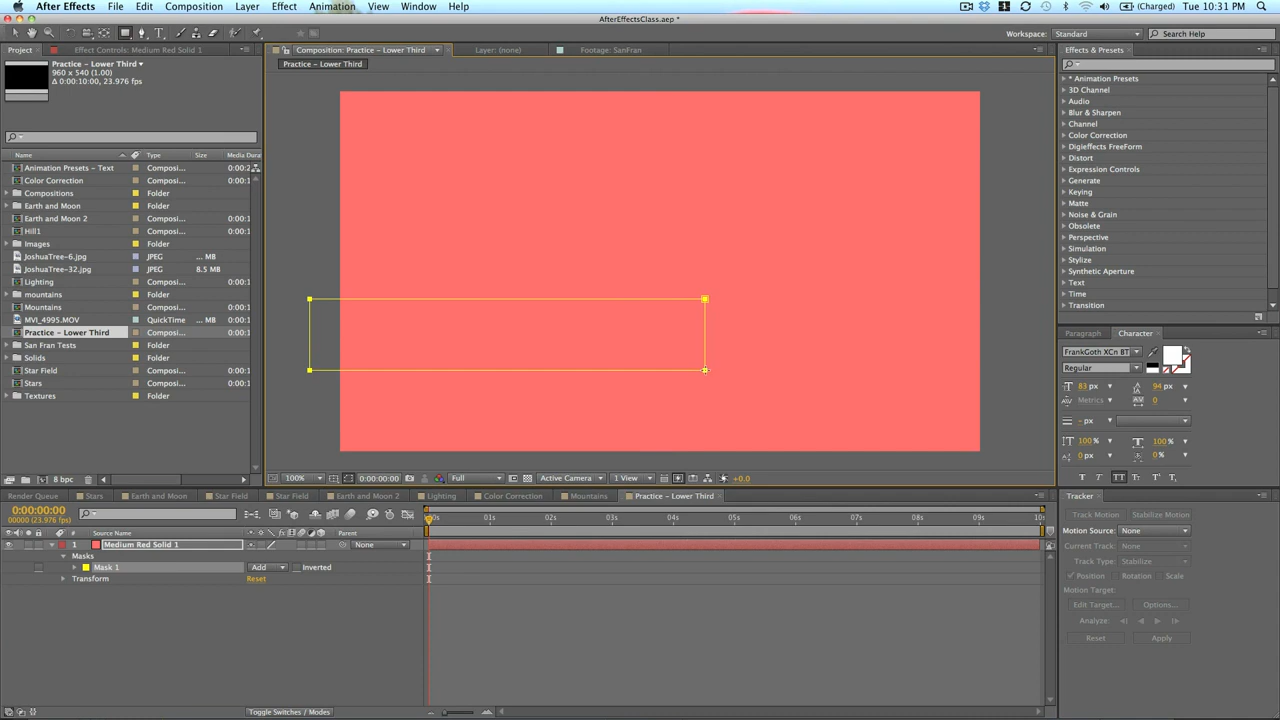 After Effects File Edit Composition Layer Effect Animation View Window Help (Charged) Tue 10:31 PM
AfterEffectsClass.aep *
Workspace: Standard Search Help
Project Effect Controls: Medium Red Solid 1 Composition: Practice – Lower Third Layer: (none) Footage: SanFran Effects & Presets
Practice – Lower Third
960 x 540 (1.00)
Δ 0:00:10:00, 23.976 fps
Practice – Lower Third
Name Type Size Media Dura
Animation Presets – Text Composi... 0:00:2
Color Correction Composi... 0:00:1
Compositions Folder
Earth and Moon Folder
Earth and Moon 2 Composi... 0:00:1
Hill1 Composi... 0:00:1
Images Folder
JoshuaTree-6.jpg JPEG ... MB
JoshuaTree-32.jpg JPEG 8.5 MB
Lighting Composi... 0:00:1
mountains Folder
Mountains Composi... 0:00:1
MVI_4995.MOV QuickTime ... MB 0:00:1
Practice – Lower Third Composi... 0:00:1
San Fran Tests Folder
Solids Folder
Star Field Composi... 0:00:1
Stars Composi... 0:00:1
Textures Folder
8 bpc
* Animation Presets
3D Channel
Audio
Blur & Sharpen
Channel
Color Correction
Digieffects FreeForm
Distort
Expression Controls
Generate
Keying
Matte
Noise & Grain
Obsolete
Perspective
Simulation
Stylize
Synthetic Aperture
Text
Time
Transition
Paragraph Character
FrankGoth XCn BT
Regular
83 px 94 px
Metrics 0
- px
100 % 100 %
0 px 0 %
T T TT Tr T¹ T₁
100% 0:00:00:00 Full Active Camera 1 View +0.0
Render Queue Stars Earth and Moon Star Field Star Field Earth and Moon 2 Lighting Color Correction Mountains Practice – Lower Third
0:00:00:00
00000 (23.976 fps)
00s 01s 02s 03s 04s 05s 06s 07s 08s 09s 10s
# Source Name Parent
1 Medium Red Solid 1 None
Masks
Mask 1 Add Inverted
Transform Reset
Toggle Switches / Modes
Tracker
Track Motion Stabilize Motion
Motion Source: None
Current Track: None
Track Type: Stabilize
Position Rotation Scale
Motion Target:
Edit Target... Options...
Analyze:
Reset Apply